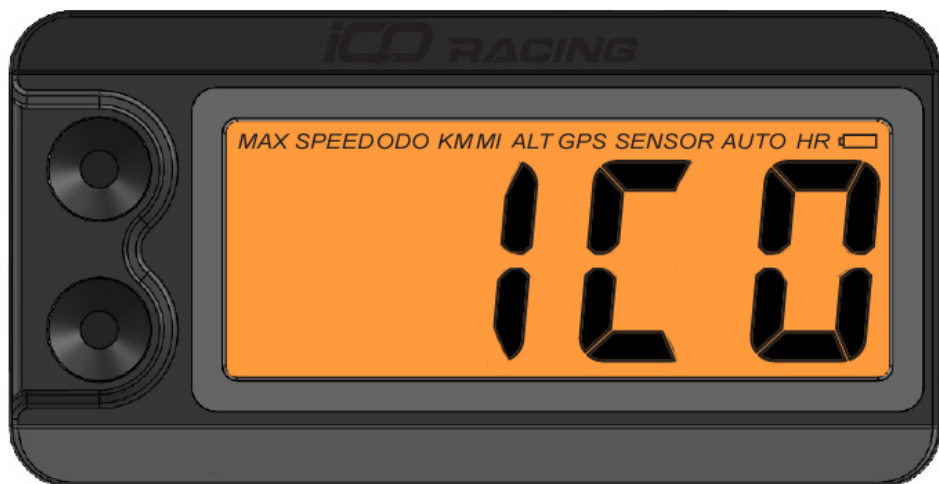 iCO RACING
MAX SPEED ODO KM MI ALT GPS SENSOR AUTO HR
ICO